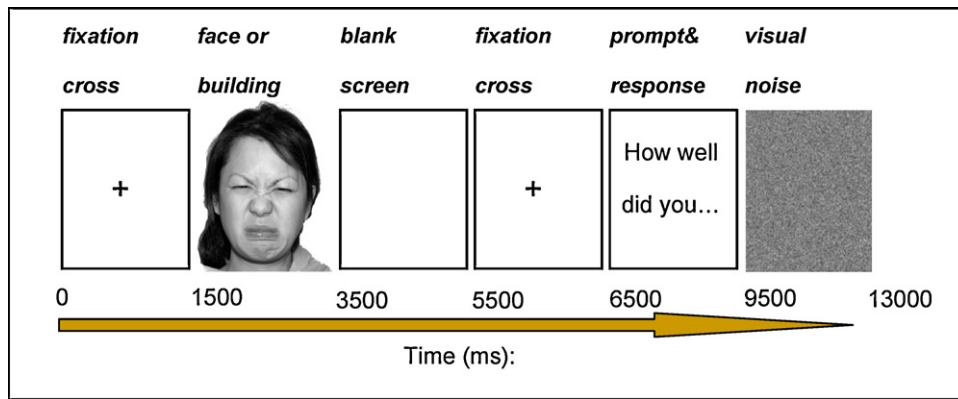 fixation face or blank fixation prompt& visual
cross building screen cross response noise
+ + How well
did you…
0 1500 3500 5500 6500 9500 13000
Time (ms):